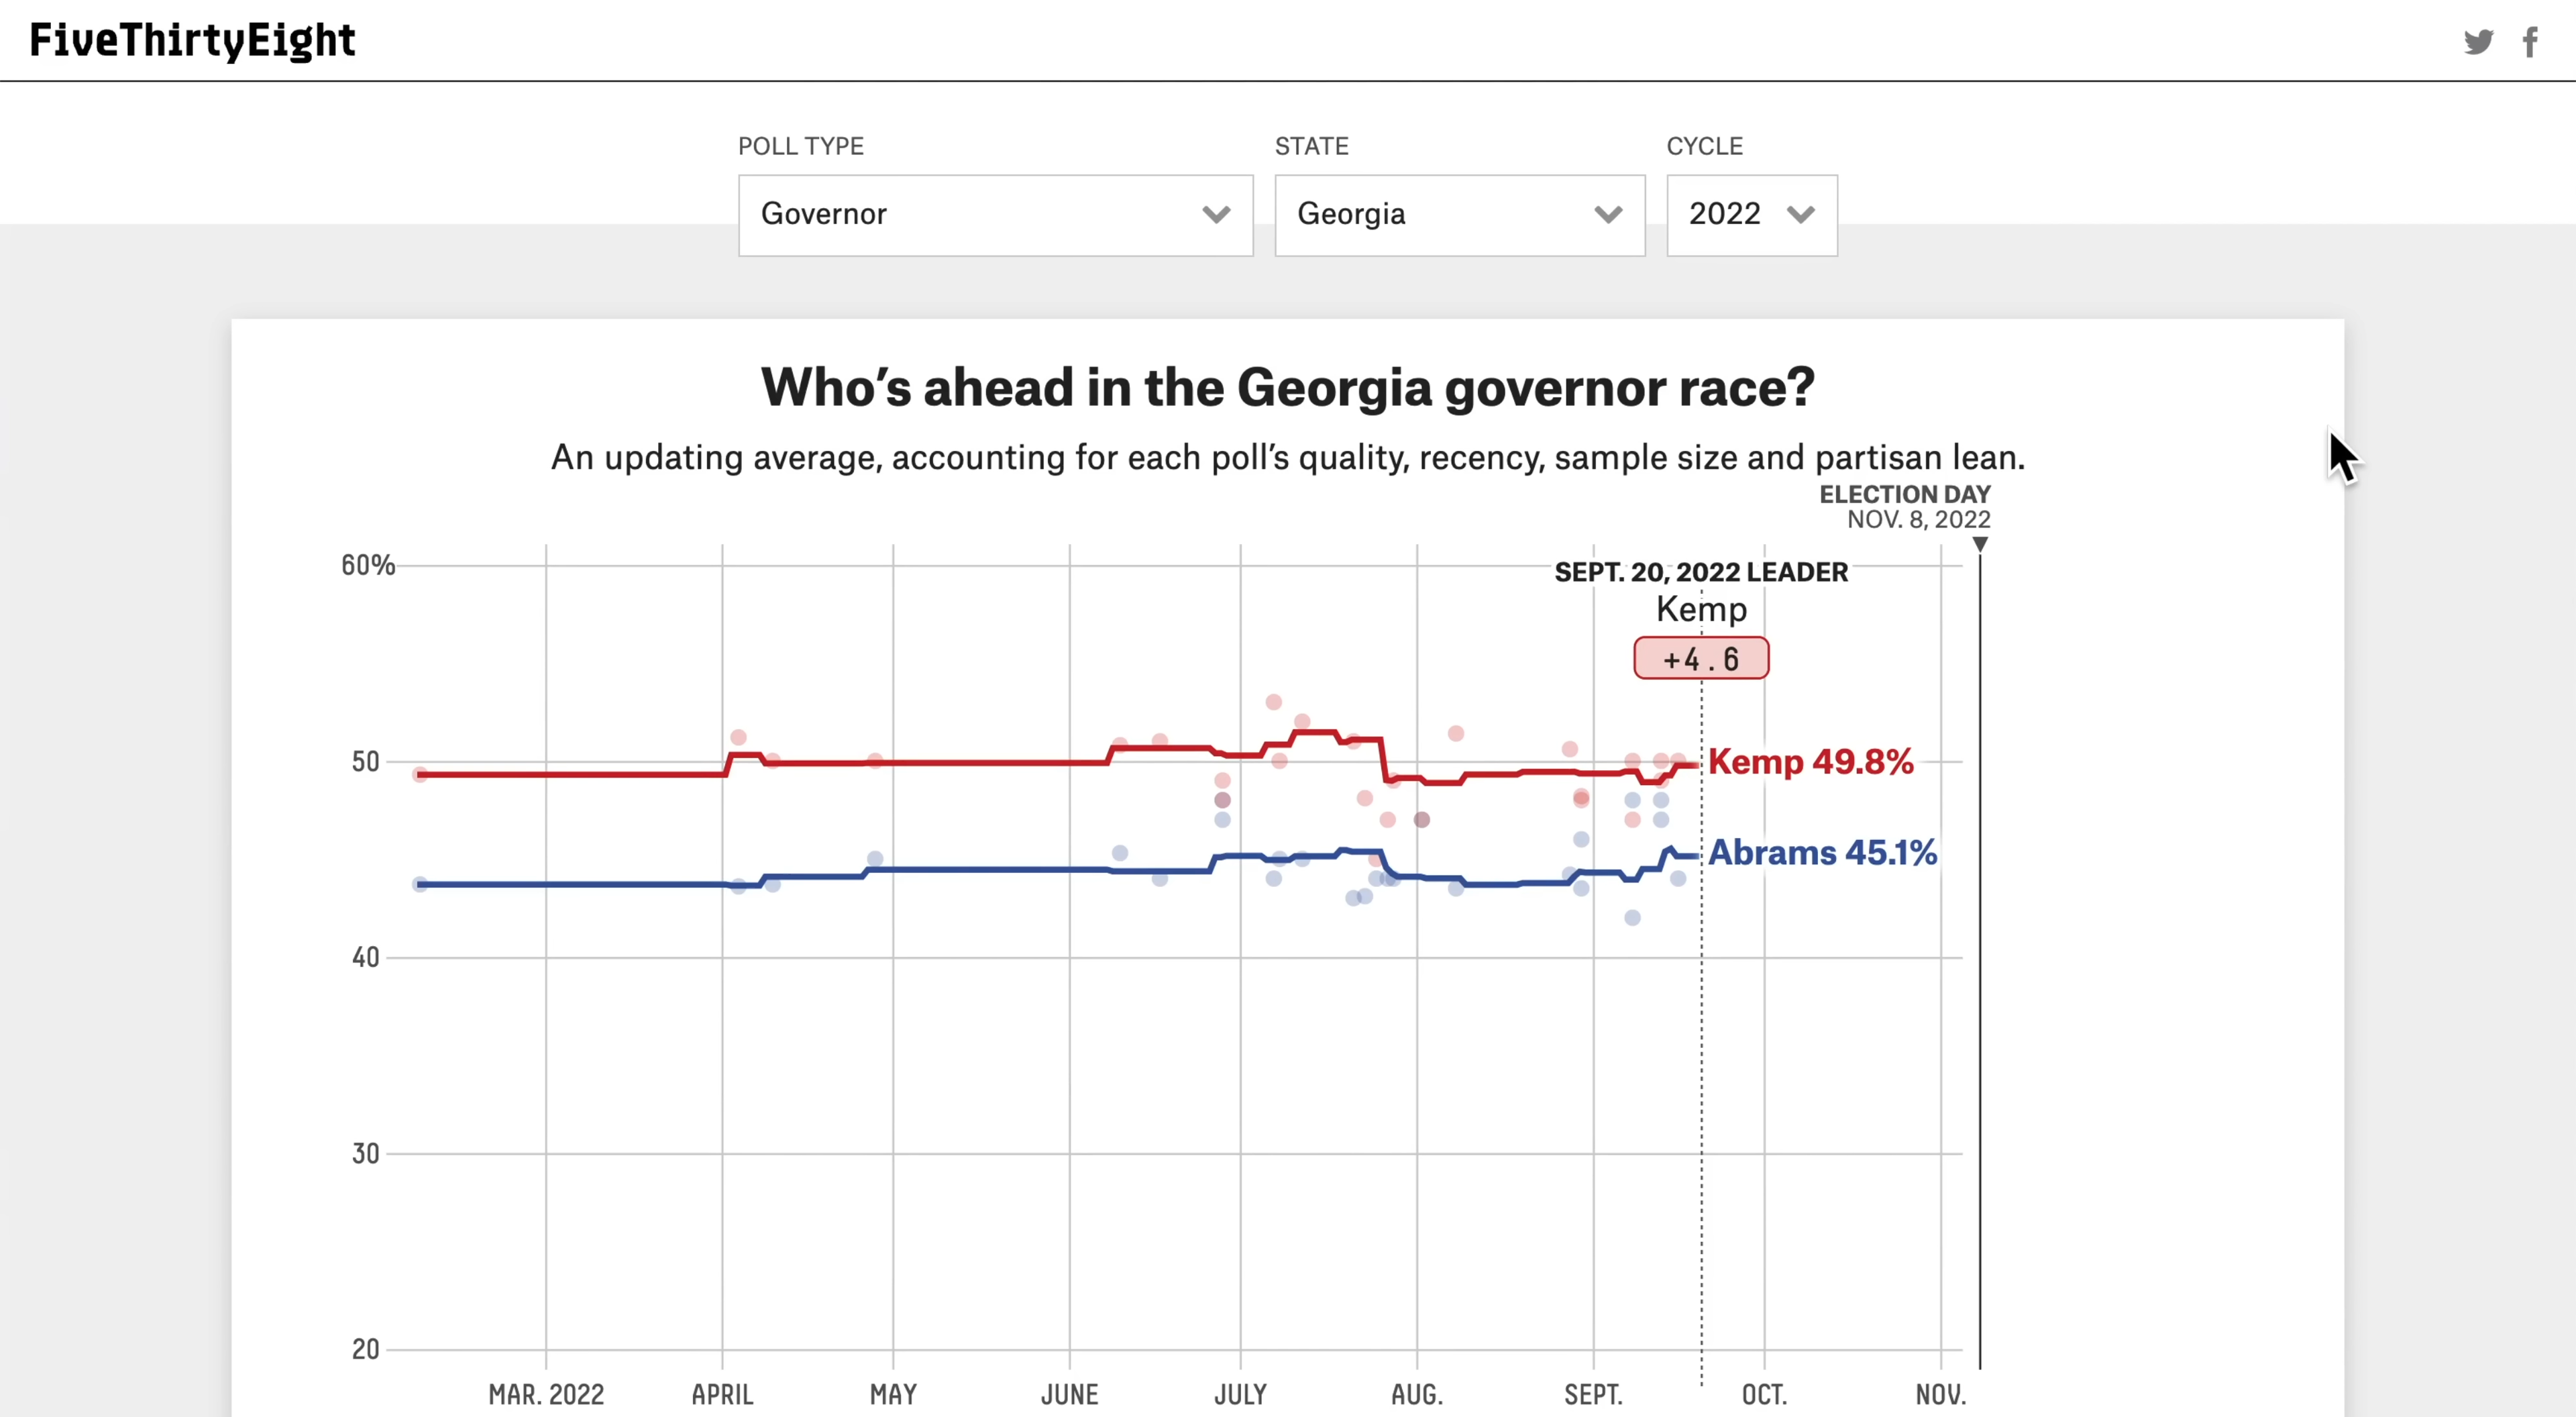 FiveThirtyEight
POLL TYPE
STATE
CYCLE
Governor
Georgia
2022
Who’s ahead in the Georgia governor race?
An updating average, accounting for each poll’s quality, recency, sample size and partisan lean.
ELECTION DAY
NOV. 8, 2022
60%
SEPT. 20, 2022 LEADER
Kemp
+4.6
50
Kemp 49.8%
Abrams 45.1%
40
30
20
MAR. 2022
APRIL
MAY
JUNE
JULY
AUG.
SEPT.
OCT.
NOV.